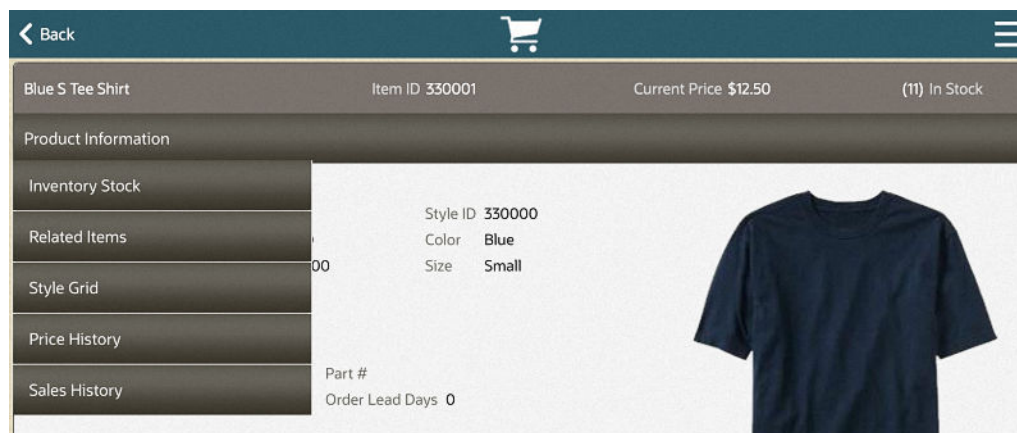 Back
Blue S Tee Shirt Item ID 330001 Current Price $12.50 (11) In Stock
Product Information
Inventory Stock
Related Items
Style Grid
Price History
Sales History
Style ID 330000
Color Blue
00 Size Small
Part #
Order Lead Days 0